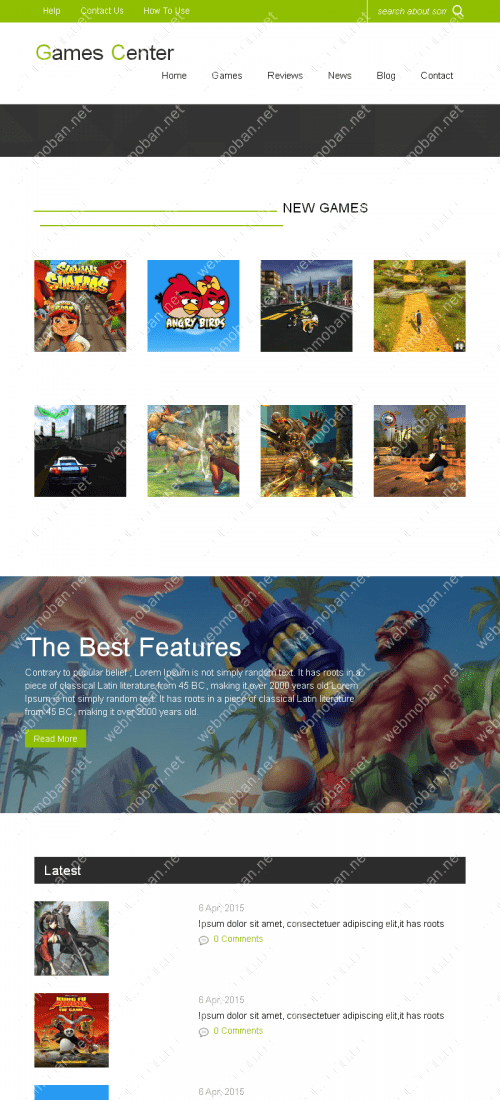 Help Contact Us How To Use search about som
Games Center
Home Games Reviews News Blog Contact
NEW GAMES
SUBWAY SURFERS
ANGRY BIRDS
The Best Features
Contrary to popular belief , Lorem Ipsum is not simply random text. It has roots in a
piece of classical Latin literature from 45 BC, making it over 2000 years old Lorem
Ipsum is not simply random text. It has roots in a piece of classical Latin literature
from 45 BC, making it over 2000 years old.
Read More
Latest
6 Apr, 2015
Ipsum dolor sit amet, consectetuer adipiscing elit,it has roots
0 Comments
KUNG FU
PANDA
THE GAME
6 Apr, 2015
Ipsum dolor sit amet, consectetuer adipiscing elit,it has roots
0 Comments
6 Apr, 2015
webmoban.net